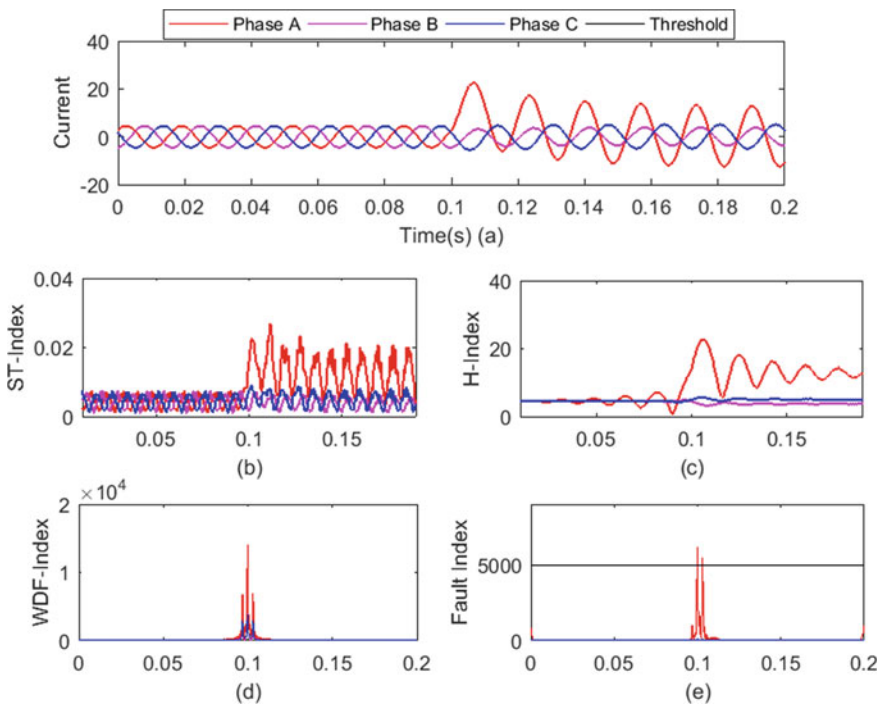 Phase A Phase B Phase C Threshold
40
20
0
-20
Current
0 0.02 0.04 0.06 0.08 0.1 0.12 0.14 0.16 0.18 0.2
Time(s) (a)
0.04
0.02
0
ST-Index
0.05 0.1 0.15
(b)
40
20
0
H-Index
0.05 0.1 0.15
(c)
×10⁴
2
1
0
WDF-Index
0 0.05 0.1 0.15 0.2
(d)
5000
0
Fault Index
0 0.05 0.1 0.15 0.2
(e)